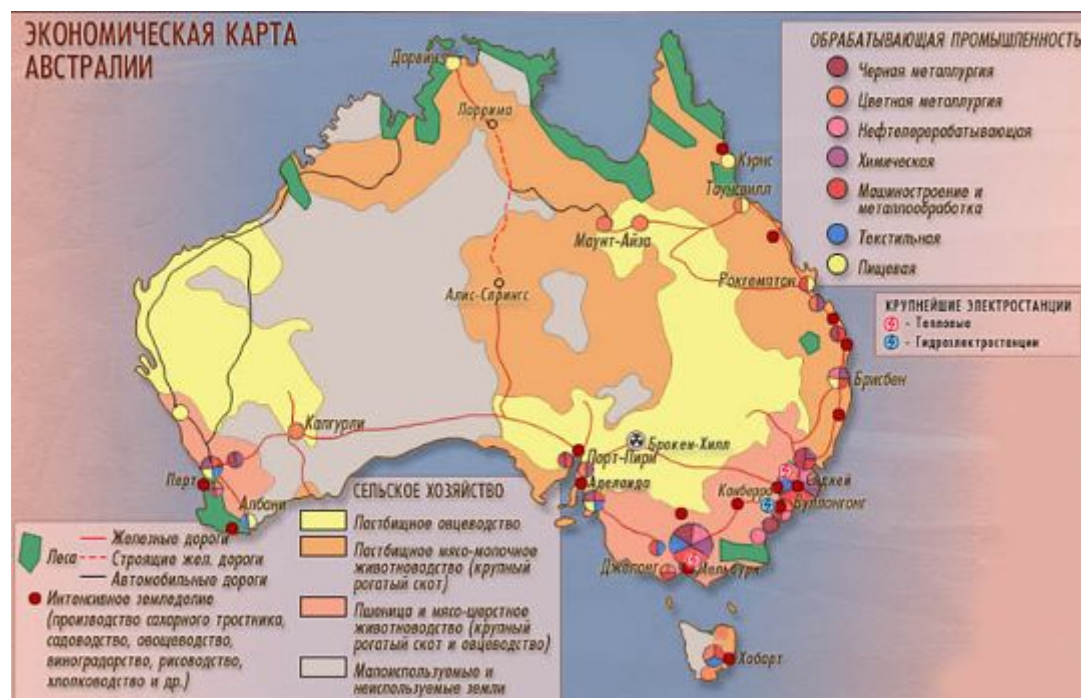 ЭКОНОМИЧЕСКАЯ КАРТА
АВСТРАЛИИ
ОБРАБАТЫВАЮЩАЯ ПРОМЫШЛЕННОСТЬ
Черная металлургия
Цветная металлургия
Нефтеперерабатывающая
Химическая
Машиностроение и
металлообработка
Текстильная
Пищевая
КРУПНЕЙШИЕ ЭЛЕКТРОСТАНЦИИ
- Тепловые
- Гидроэлектростанции
Дарвин
Ларрима
Кэрнс
Таунсвилл
Маунт-Айза
Алис-Спрингс
Рокгемптон
Брисбен
Калгурли
Брокен-Хилл
Порт-Пири
Аделаида
Сидней
Канберра
Вуллонгонг
Перт
Албани
Джелонг
Мельбурн
Хобарт
СЕЛЬСКОЕ ХОЗЯЙСТВО
Пастбищное овцеводство
Пастбищное мясо-молочное
животноводство (крупный
рогатый скот)
Пшеница и мясо-шерстное
животноводство (крупный
рогатый скот и овцеводство)
Малоиспользуемые и
неиспользуемые земли
Леса
Железные дороги
Строящие жел. дороги
Автомобильные дороги
Интенсивное земледелие
(производство сахарного тростника,
садоводство, овощеводство,
виноградарство, рисоводство,
хлопководство и др.)